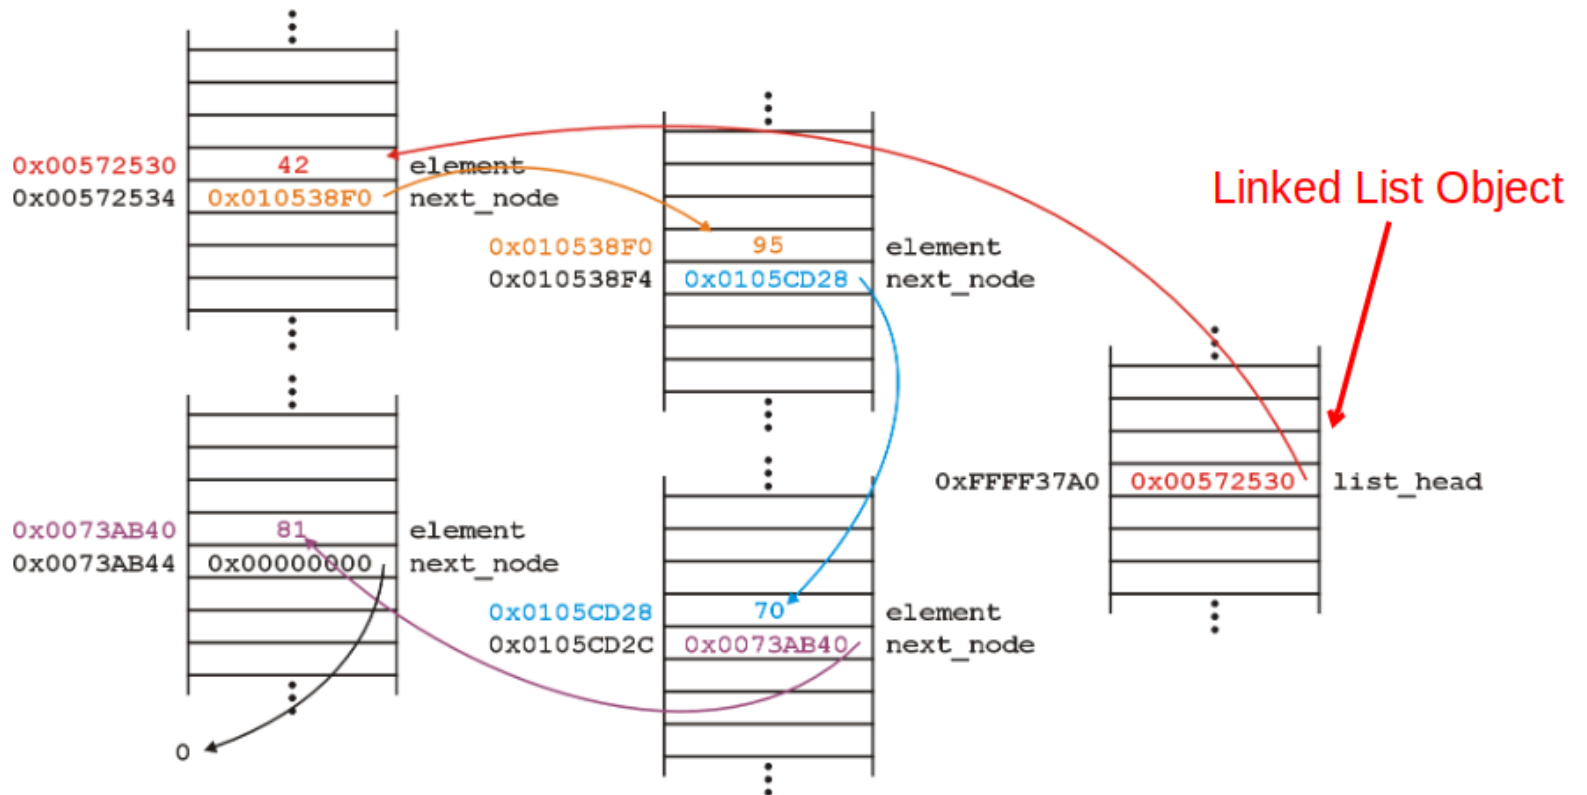 0x00572530 42 element
0x00572534 0x010538F0 next_node
Linked List Object
0x010538F0 95 element
0x010538F4 0x0105CD28 next_node
0xFFFF37A0 0x00572530 list_head
0x0073AB40 81 element
0x0073AB44 0x00000000 next_node
0x0105CD28 70 element
0x0105CD2C 0x0073AB40 next_node
0